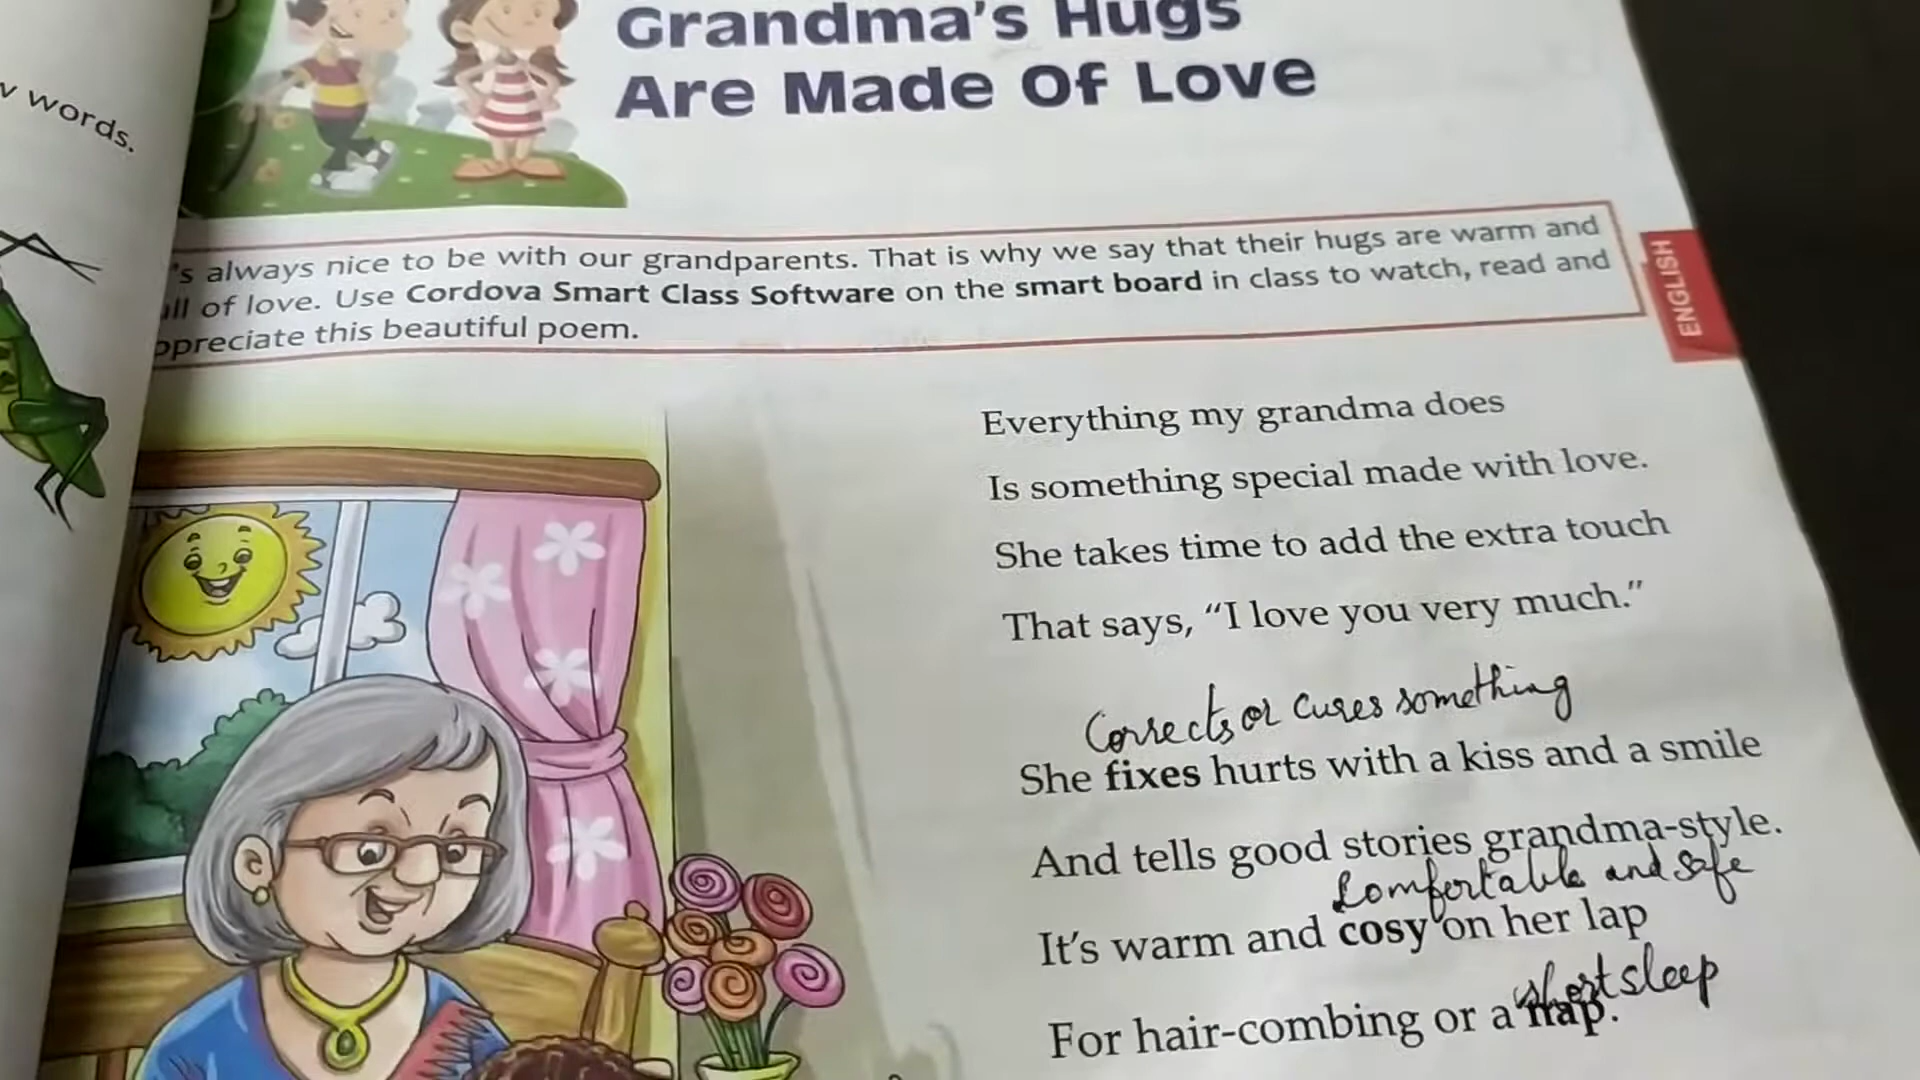 words.
Grandma's Hugs
Are Made Of Love
's always nice to be with our grandparents. That is why we say that their hugs are warm and
ll of love. Use Cordova Smart Class Software on the smart board in class to watch, read and
ppreciate this beautiful poem.
ENGLISH
Everything my grandma does
Is something special made with love.
She takes time to add the extra touch
That says, “I love you very much.”
Corrects or cures something
She fixes hurts with a kiss and a smile
And tells good stories grandma-style.
Comfortable and safe
It's warm and cosy on her lap
short sleep
For hair-combing or a nap.